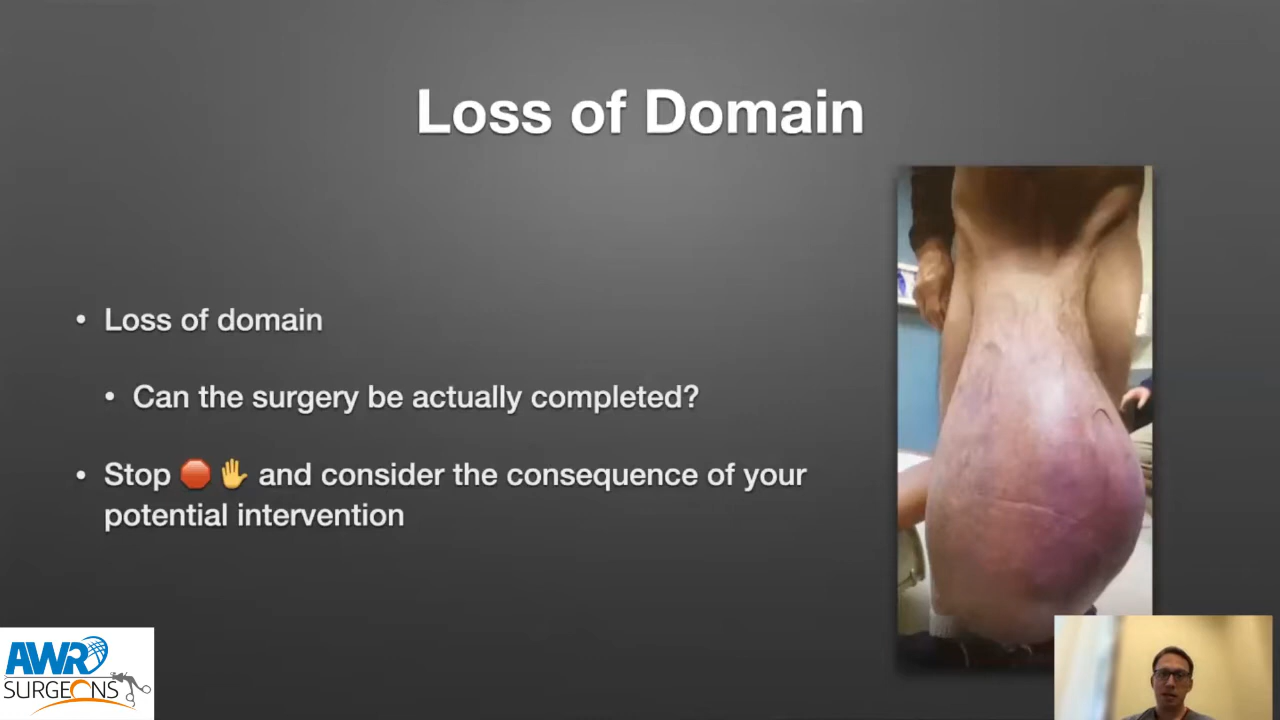 Loss of Domain
• Loss of domain
• Can the surgery be actually completed?
• Stop 🛑 🤚 and consider the consequence of your
potential intervention
AWR
SURGEONS